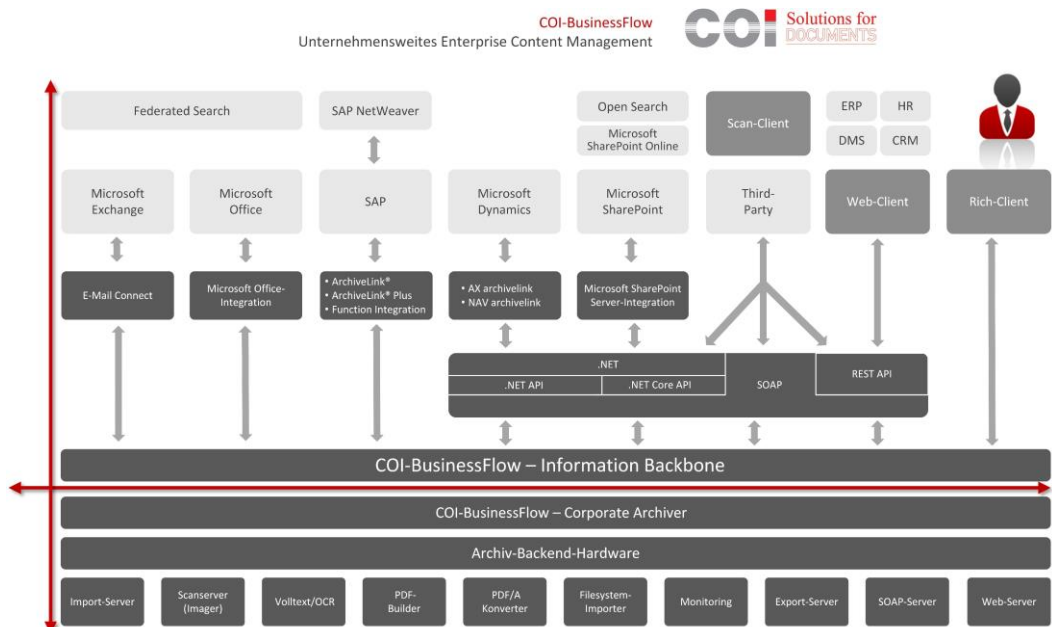 COI-BusinessFlow
Unternehmensweites Enterprise Content Management
COI
Solutions for
DOCUMENTS
Federated Search
SAP NetWeaver
Open Search
Microsoft
SharePoint Online
Scan-Client
ERP
HR
DMS
CRM
Microsoft
Exchange
Microsoft
Office
SAP
Microsoft
Dynamics
Microsoft
SharePoint
Third-
Party
Web-Client
Rich-Client
E-Mail Connect
Microsoft Office-
Integration
• ArchiveLink®
• ArchiveLink® Plus
• Function Integration
• AX archivelink
• NAV archivelink
Microsoft SharePoint
Server-Integration
.NET
.NET API
.NET Core API
SOAP
REST API
COI-BusinessFlow – Information Backbone
COI-BusinessFlow – Corporate Archiver
Archiv-Backend-Hardware
Import-Server
Scanserver
(Imager)
Volltext/OCR
PDF-
Builder
PDF/A
Konverter
Filesystem-
Importer
Monitoring
Export-Server
SOAP-Server
Web-Server